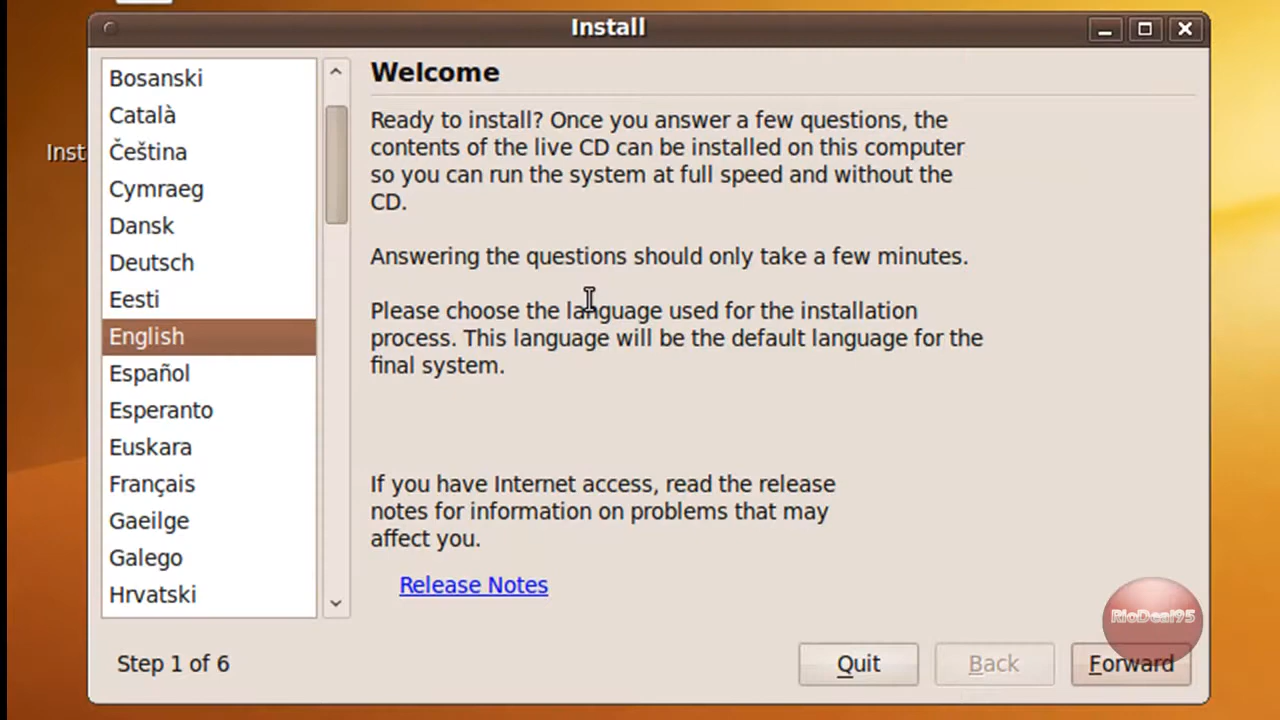 Install
Inst
Bosanski
Català
Čeština
Cymraeg
Dansk
Deutsch
Eesti
English
Español
Esperanto
Euskara
Français
Gaeilge
Galego
Hrvatski
Welcome
Ready to install? Once you answer a few questions, the
contents of the live CD can be installed on this computer
so you can run the system at full speed and without the
CD.
Answering the questions should only take a few minutes.
Please choose the language used for the installation
process. This language will be the default language for the
final system.
If you have Internet access, read the release
notes for information on problems that may
affect you.
Release Notes
RioDeal95
Step 1 of 6
Quit
Back
Forward